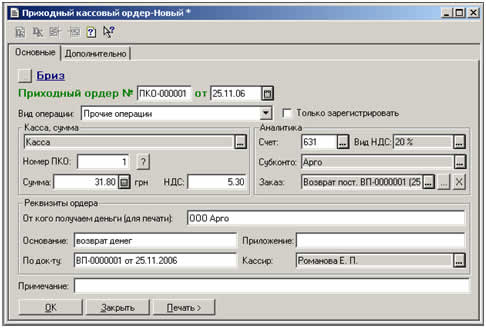 Приходный кассовый ордер-Новый *
Основные Дополнительно
... Бриз
Приходный ордер № ПКО-000001 от 25.11.06
Вид операции: Прочие операции Только зарегистрировать
Касса, сумма Аналитика
Касса ... Счет: 631 ... Вид НДС: 20 % ...
Номер ПКО: 1 ? Субконто: Арго ...
Сумма: 31.80 грн НДС: 5.30 Заказ: Возврат пост. ВП-0000001 (25 ... ... X
Реквизиты ордера
От кого получаем деньги (для печати): ООО Арго
Основание: возврат денег Приложение:
По док-ту: ВП-0000001 от 25.11.2006 Кассир: Романова Е. П. ...
Примечание:
OK Закрыть Печать >